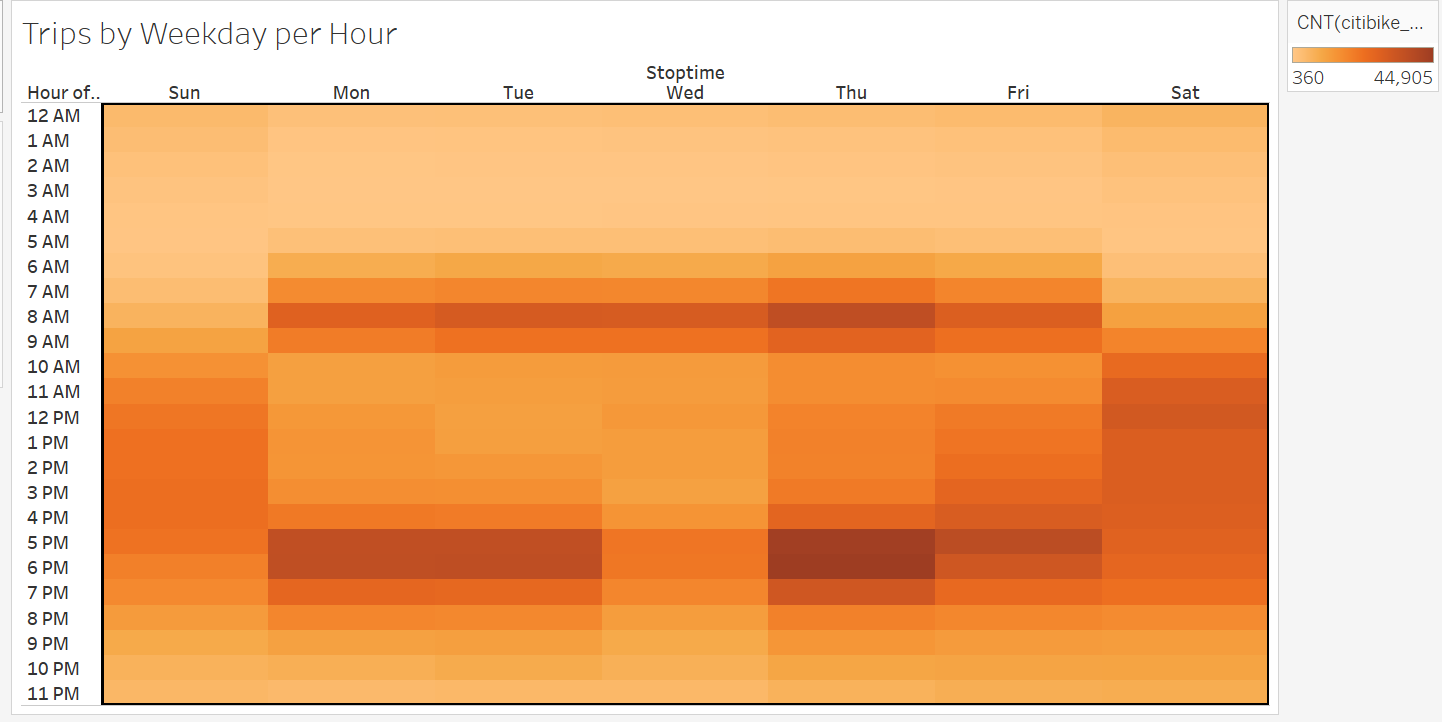 Trips by Weekday per Hour
CNT(citibike_...
360 44,905
Stoptime
Hour of.. Sun Mon Tue Wed Thu Fri Sat
12 AM
1 AM
2 AM
3 AM
4 AM
5 AM
6 AM
7 AM
8 AM
9 AM
10 AM
11 AM
12 PM
1 PM
2 PM
3 PM
4 PM
5 PM
6 PM
7 PM
8 PM
9 PM
10 PM
11 PM